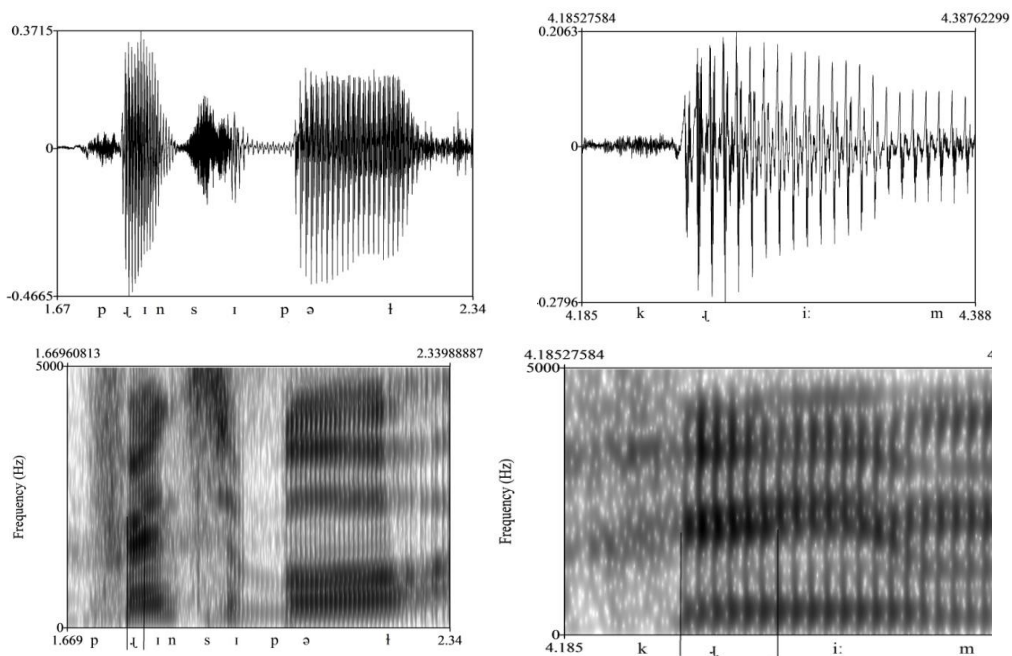 0.3715
0
-0.4665
1.67 p ɻ ɪ n s ɪ p ə ɫ 2.34
4.18527584 4.38762299
0.2063
0
-0.2796
4.185 k ɻ iː m 4.388
1.66960813 2.33988887
5000
Frequency (Hz)
0
1.669 p ɻ ɪ n s ɪ p ə ɫ 2.34
4.18527584 4
5000
Frequency (Hz)
0
4.185 k ɻ iː m